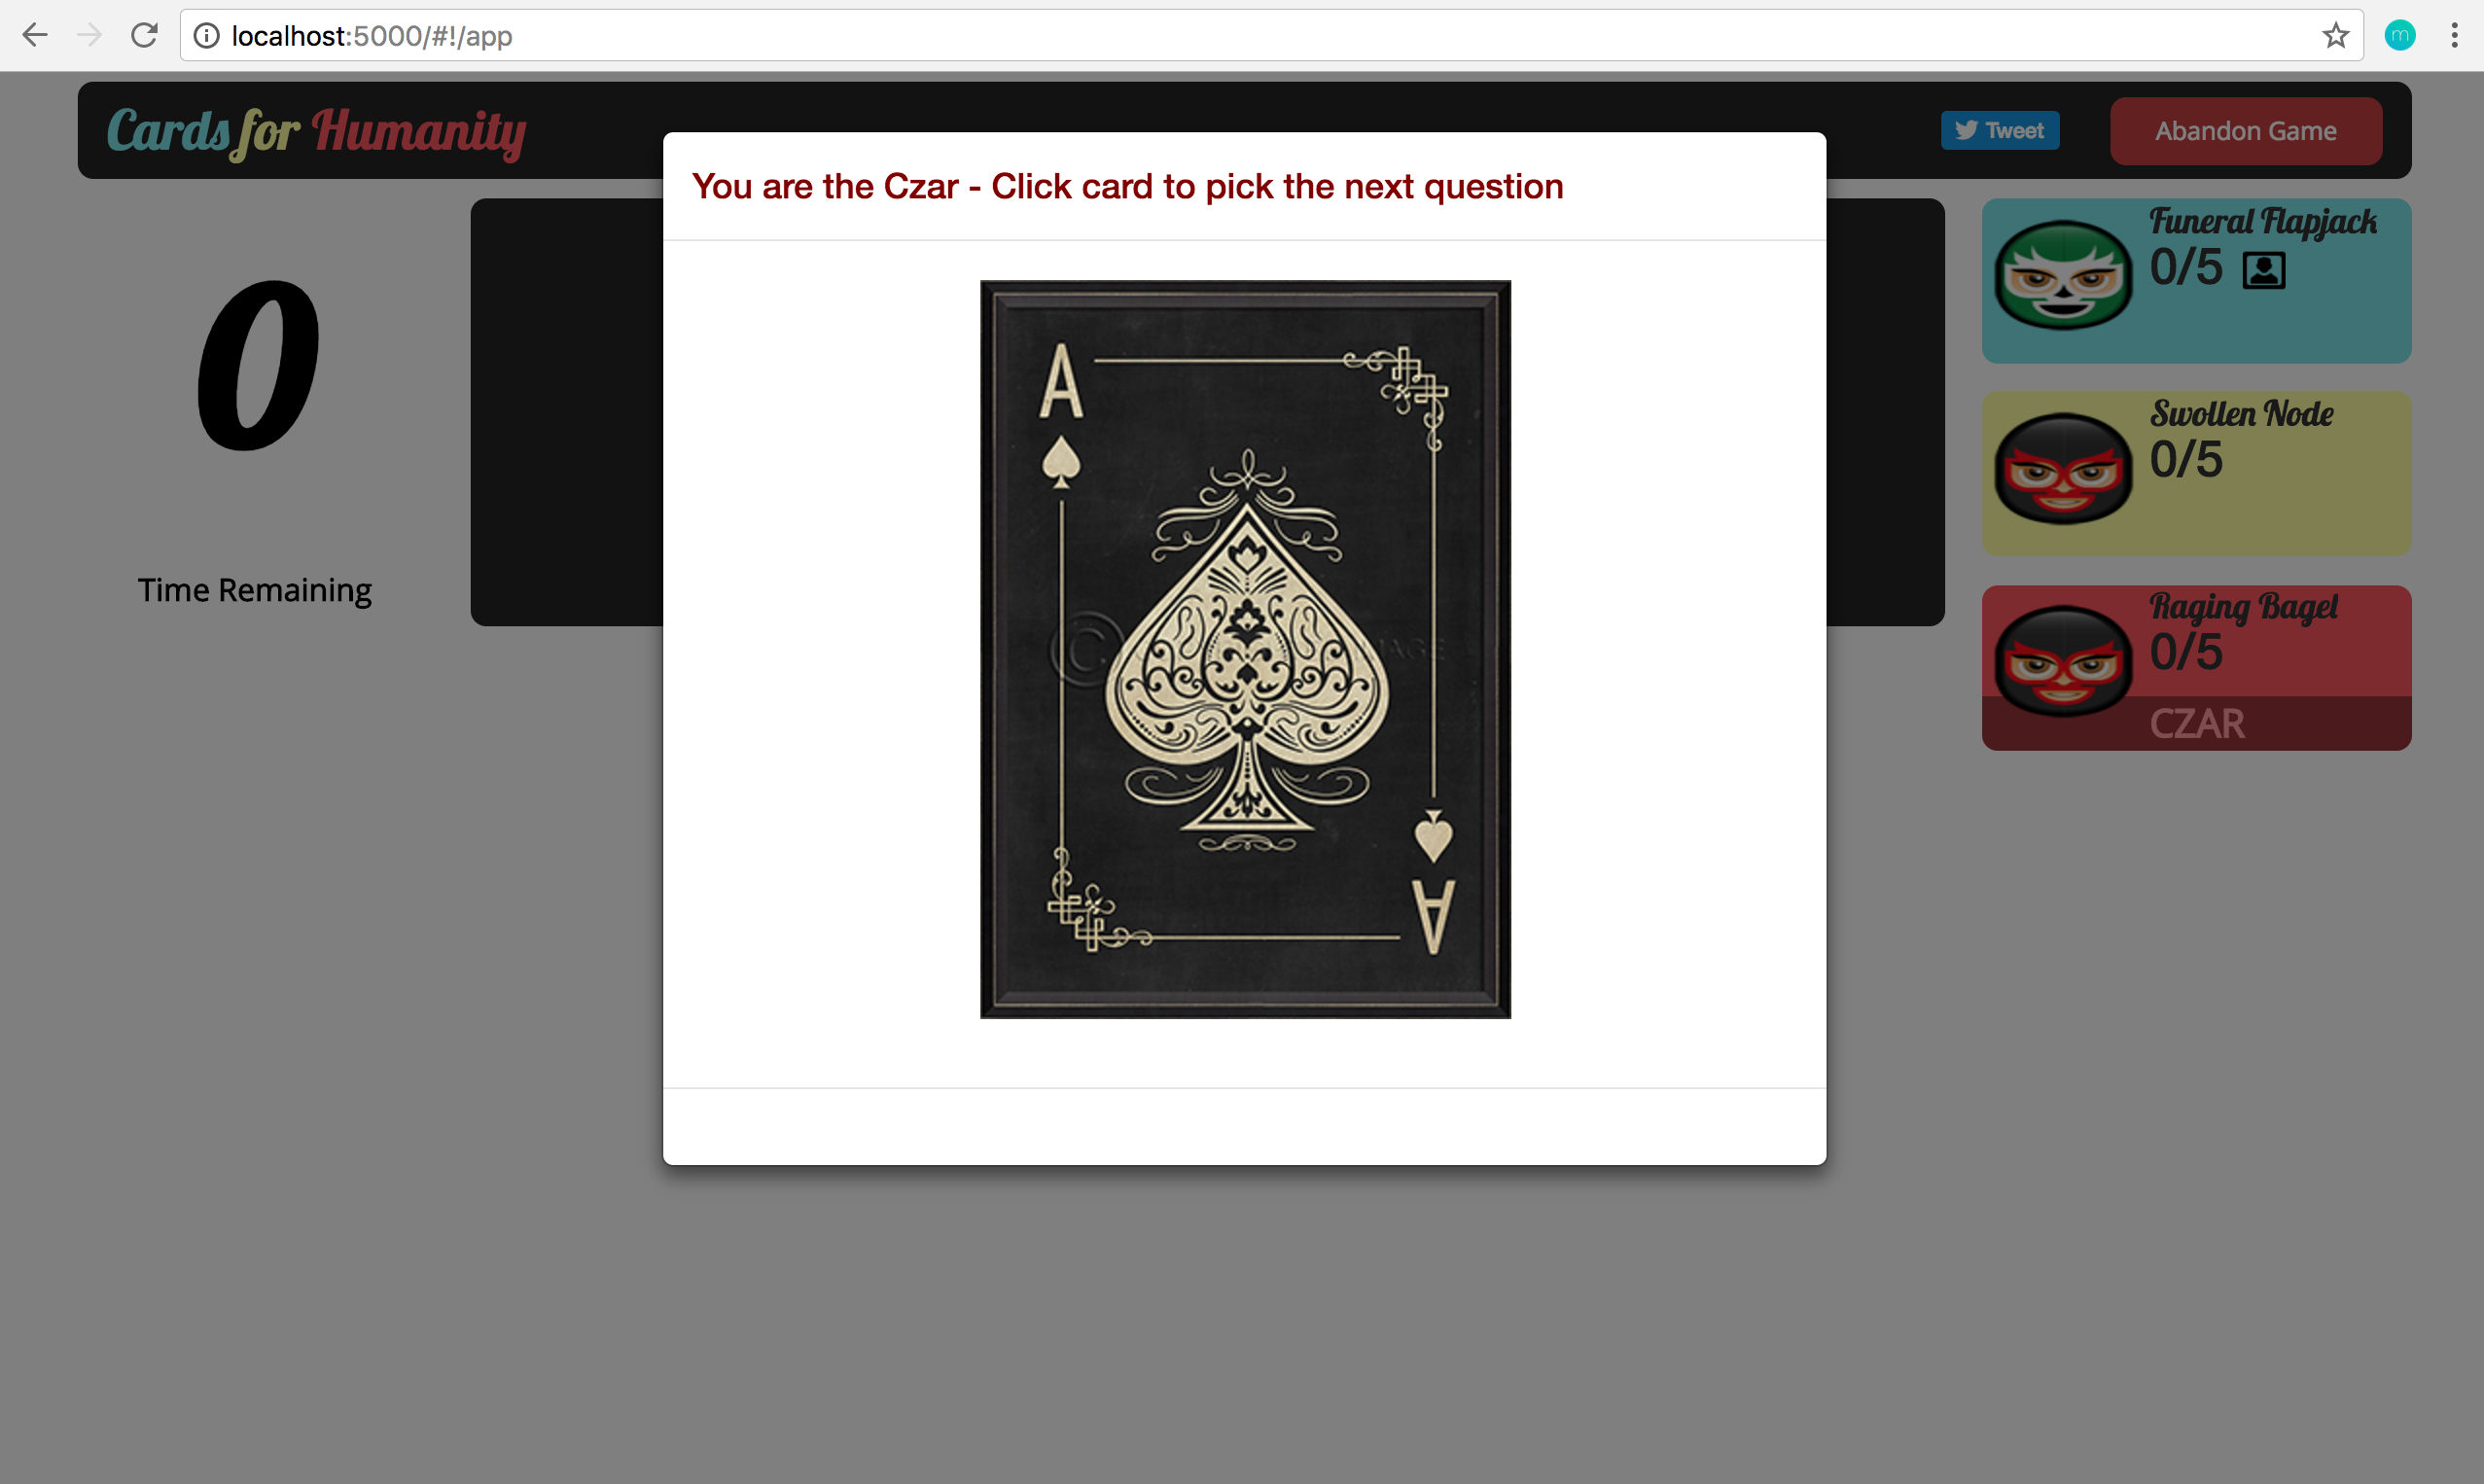 localhost:5000/#!/app
Cards for Humanity
Tweet
Abandon Game
You are the Czar - Click card to pick the next question
0
Time Remaining
A
A
Funeral Flapjack
0/5
Swollen Node
0/5
Raging Bagel
0/5
CZAR
m